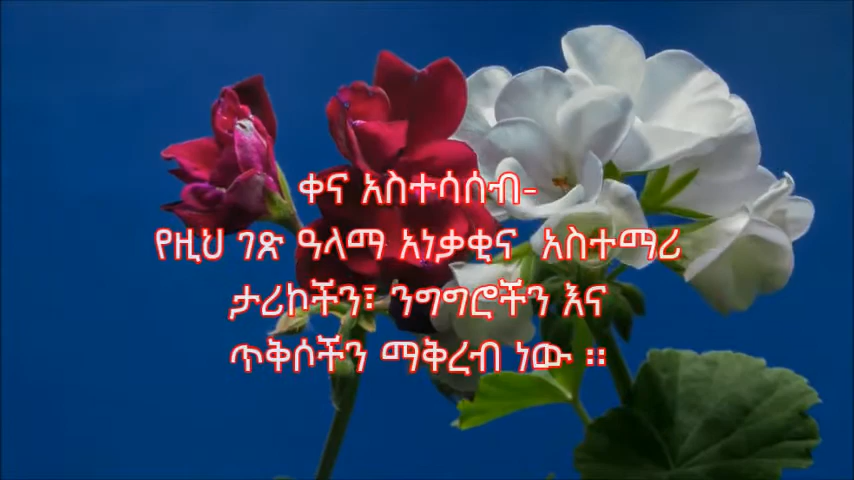 ቀና አስተሳሰብ-
የዚህ ገጽ ዓላማ አነቃቂና አስተማሪ
ታሪኮችን፣ ንግግሮችን እና
ጥቅሶችን ማቅረብ ነው ።